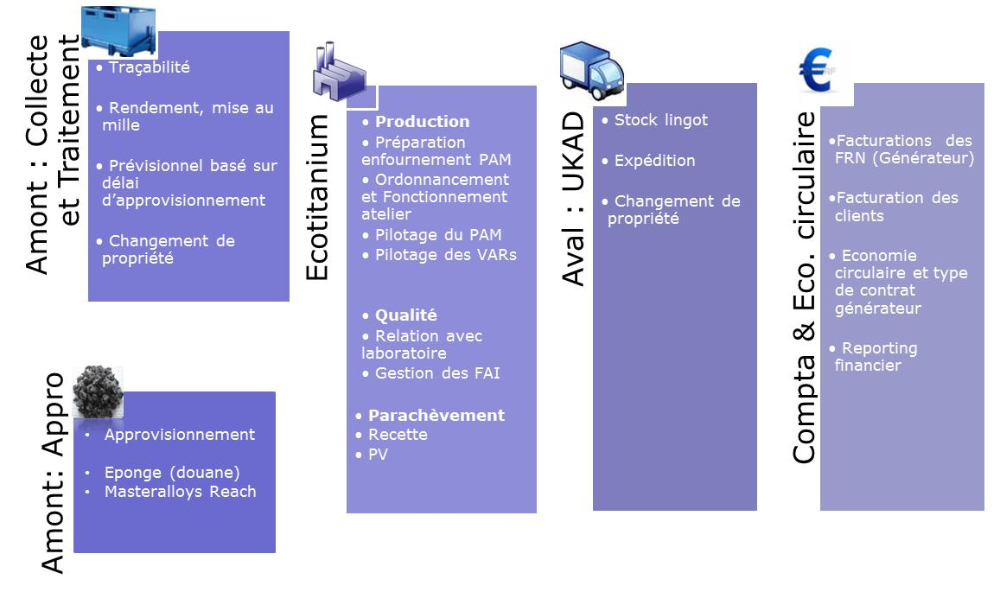 Amont : Collecte
et Traitement
• Traçabilité
• Rendement, mise au
mille
• Prévisionnel basé sur
délai
d’approvisionnement
• Changement de
propriété
Amont: Appro
• Approvisionnement
• Eponge (douane)
• Masteralloys Reach
Ecotitanium
• Production
• Préparation
enfournement PAM
• Ordonnancement
et Fonctionnement
atelier
• Pilotage du PAM
• Pilotage des VARs
• Qualité
• Relation avec
laboratoire
• Gestion des FAI
• Parachèvement
• Recette
• PV
Aval : UKAD
• Stock lingot
• Expédition
• Changement de
propriété
Compta & Eco. circulaire
•Facturations des
FRN (Générateur)
•Facturation des
clients
• Economie
circulaire et type
de contrat
générateur
• Reporting
financier